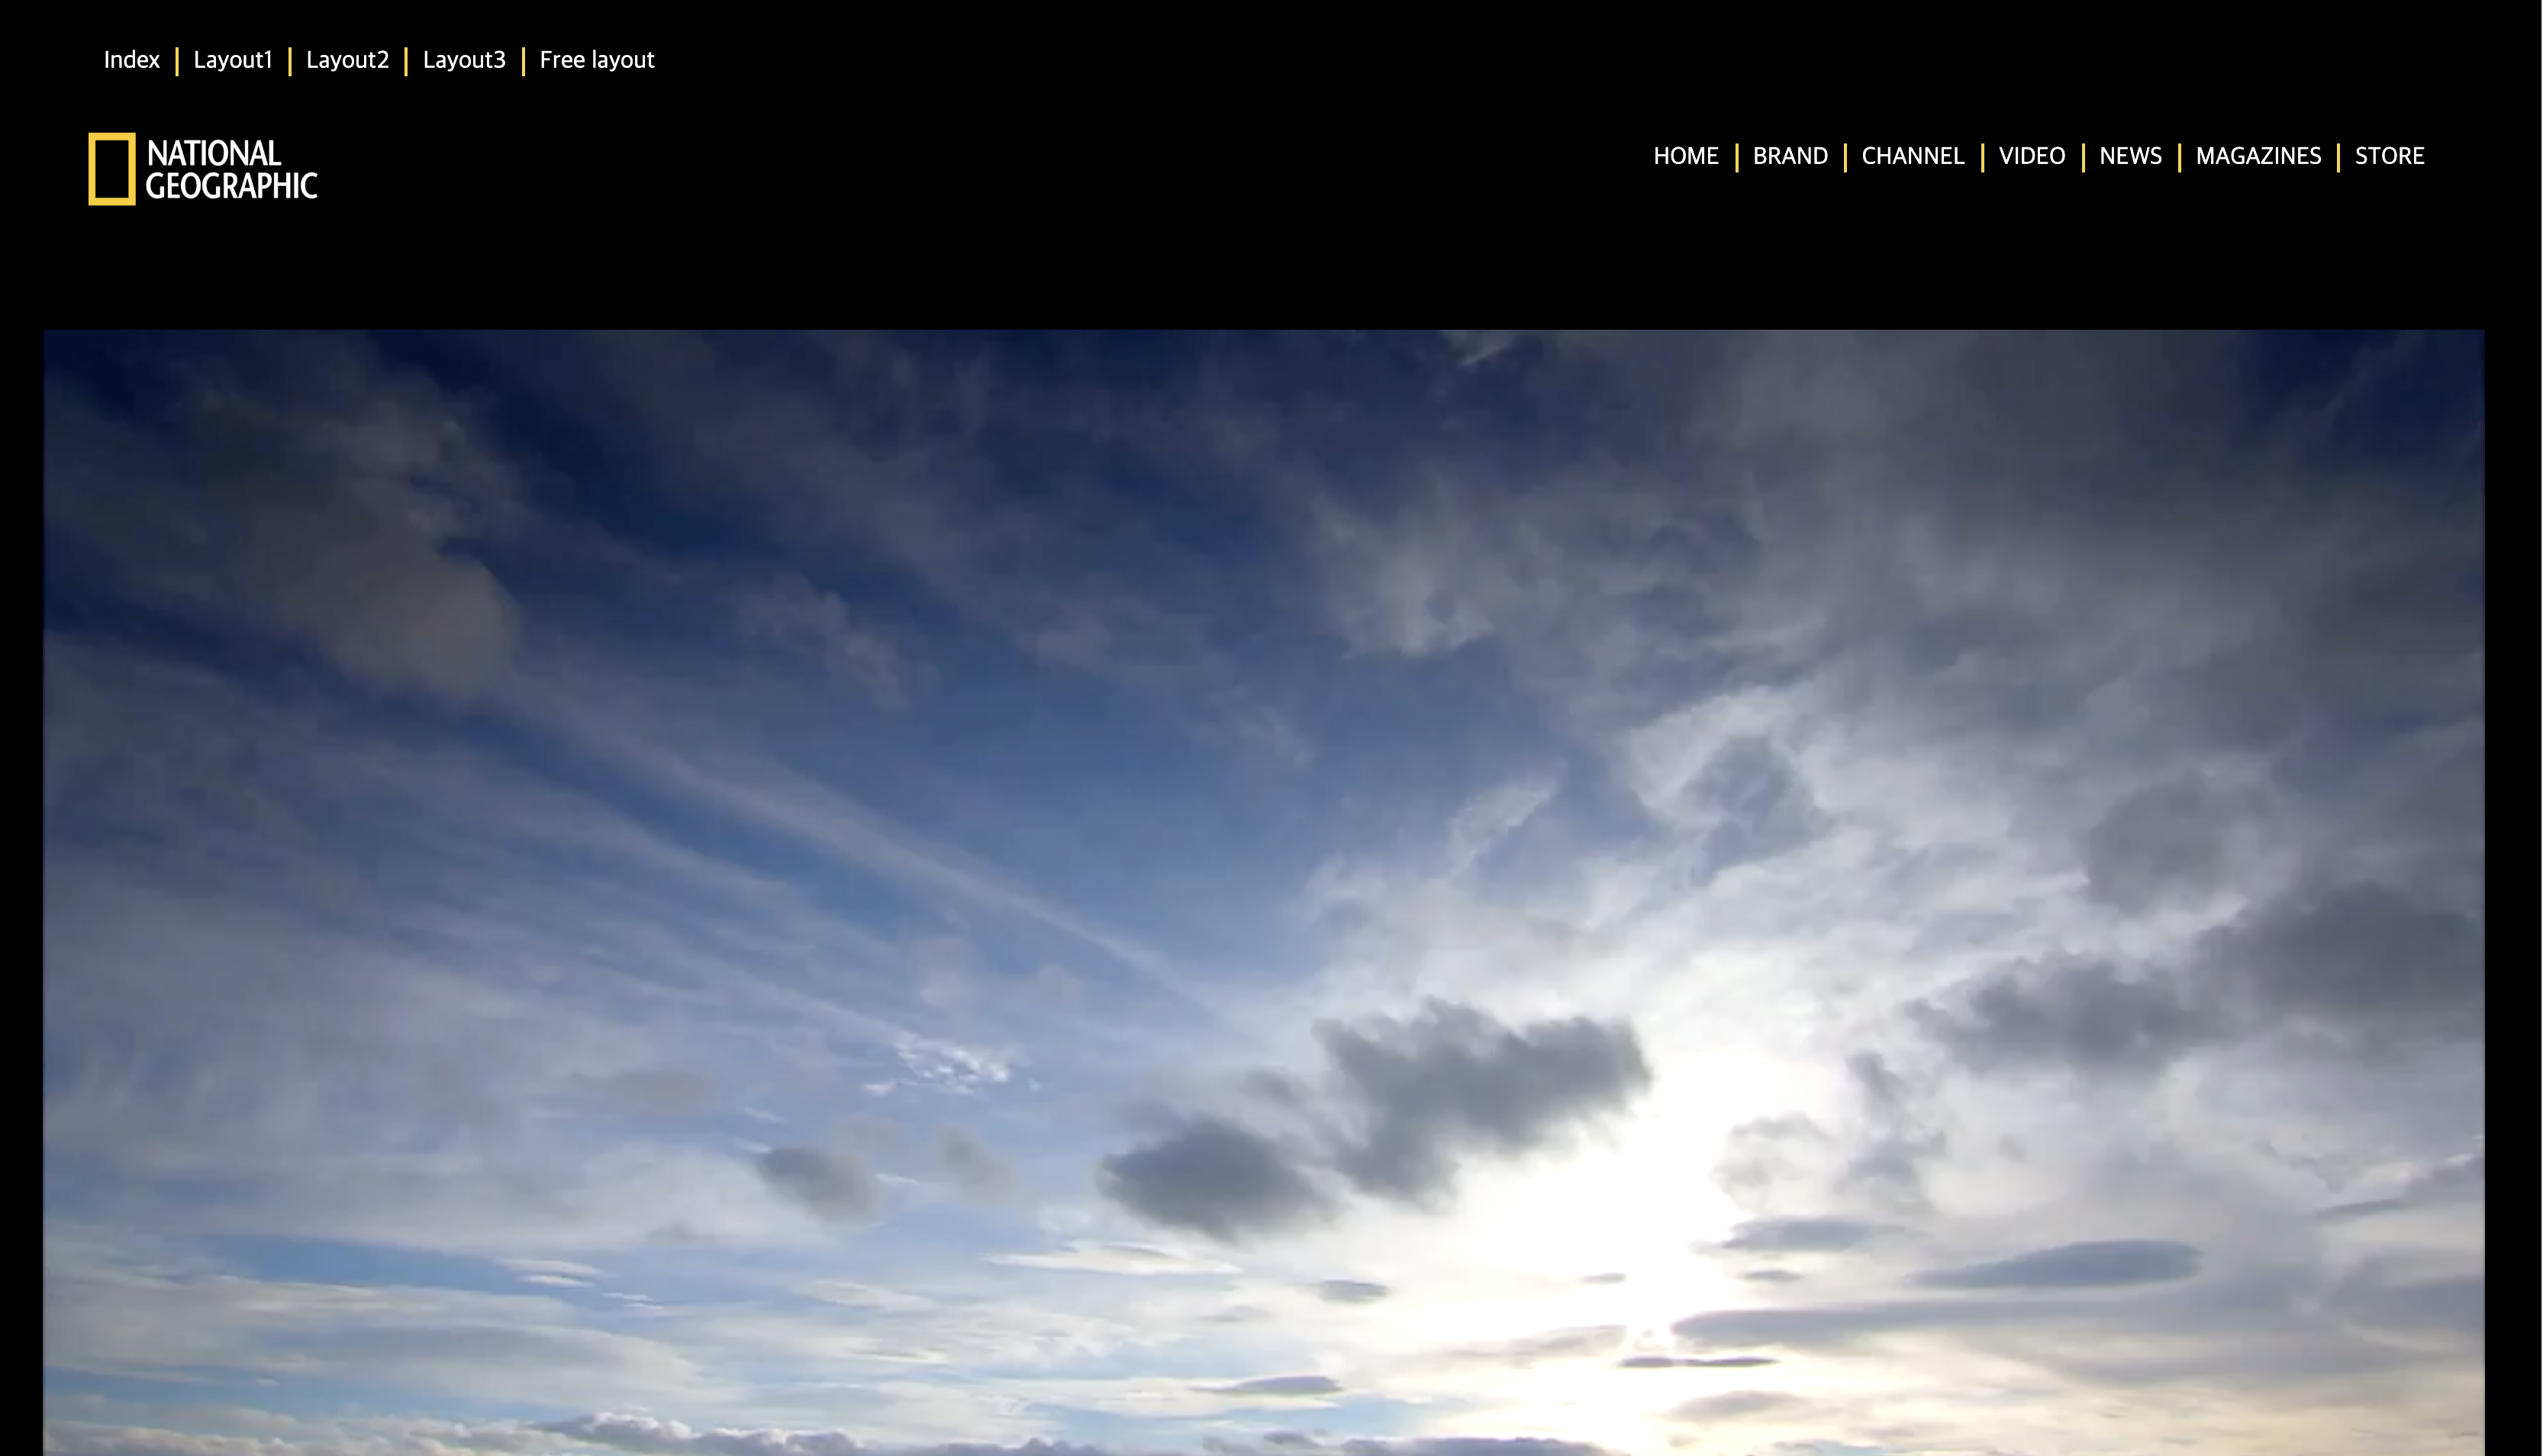 Index | Layout1 | Layout2 | Layout3 | Free layout
NATIONAL
GEOGRAPHIC
HOME | BRAND | CHANNEL | VIDEO | NEWS | MAGAZINES | STORE